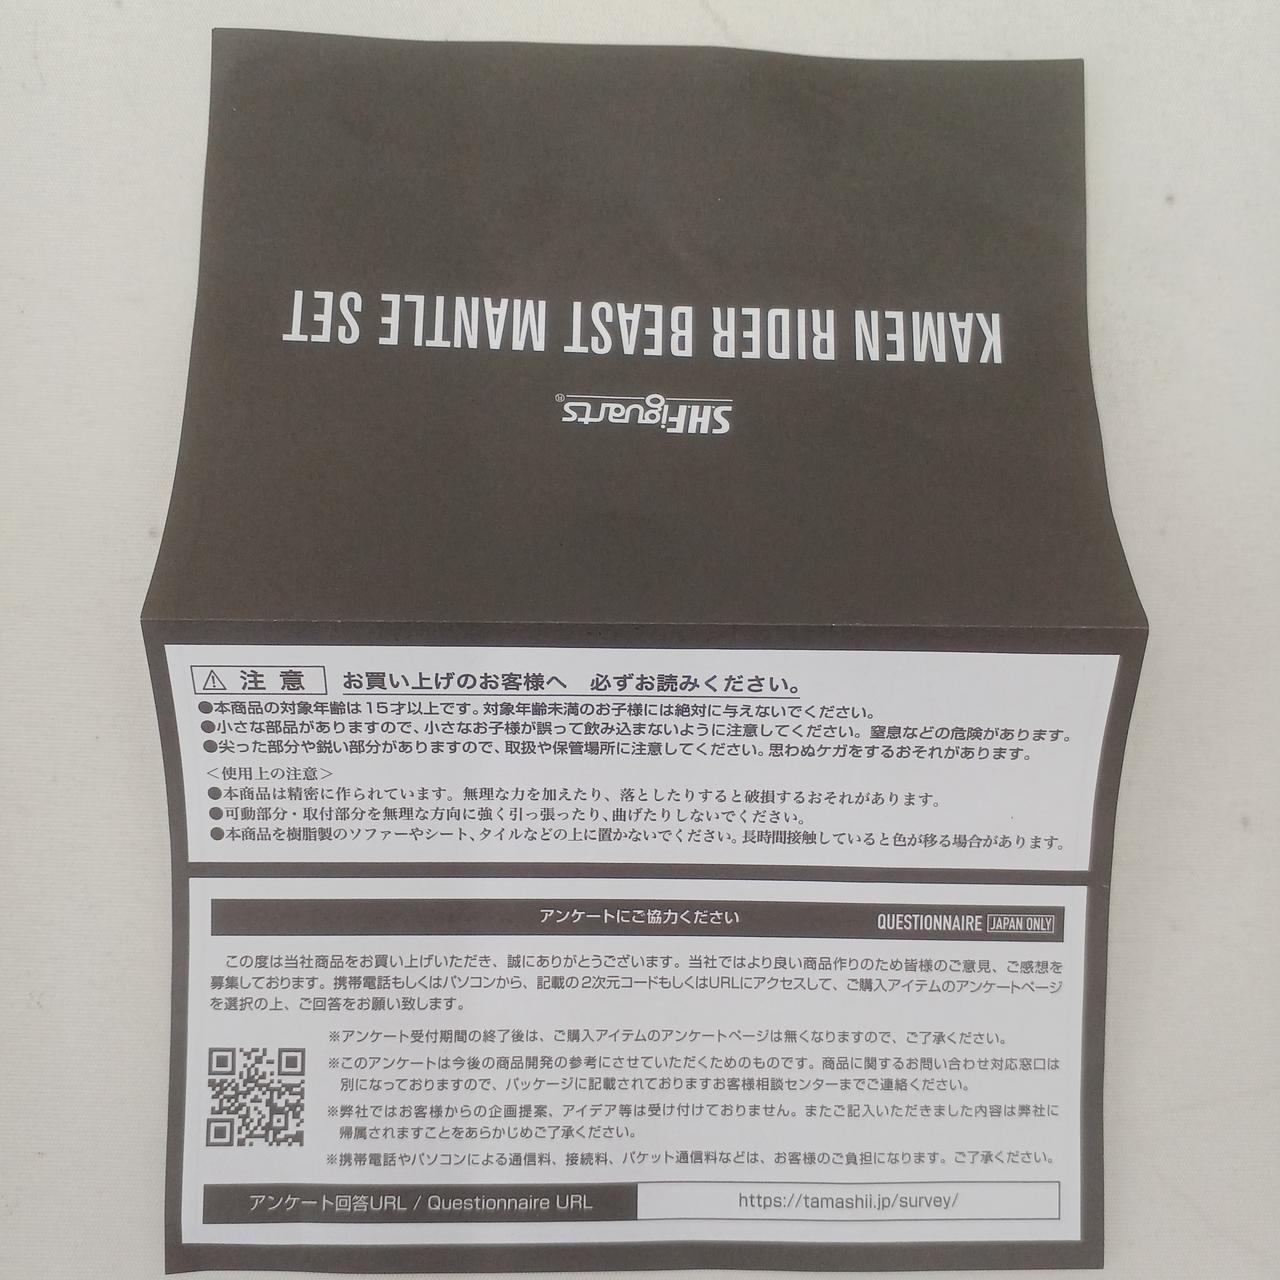 KAMEN RIDER BEAST MANTLE SET
S.H.Figuarts®
⚠ 注意 お買い上げのお客様へ 必ずお読みください。
●本商品の対象年齢は15才以上です。対象年齢未満のお子様には絶対に与えないでください。
●小さな部品がありますので、小さなお子様が誤って飲み込まないように注意してください。窒息などの危険があります。
●尖った部分や鋭い部分がありますので、取扱や保管場所に注意してください。思わぬケガをするおそれがあります。
＜使用上の注意＞
●本商品は精密に作られています。無理な力を加えたり、落としたりすると破損するおそれがあります。
●可動部分・取付部分を無理な方向に強く引っ張ったり、曲げたりしないでください。
●本商品を樹脂製のソファーやシート、タイルなどの上に置かないでください。長時間接触していると色が移る場合があります。
アンケートにご協力ください QUESTIONNAIRE JAPAN ONLY
この度は当社商品をお買い上げいただき、誠にありがとうございます。当社ではより良い商品作りのため皆様のご意見、ご感想を
募集しております。携帯電話もしくはパソコンから、記載の2次元コードもしくはURLにアクセスして、ご購入アイテムのアンケートページ
を選択の上、ご回答をお願い致します。
※アンケート受付期間の終了後は、ご購入アイテムのアンケートページは無くなりますので、ご了承ください。
※このアンケートは今後の商品開発の参考にさせていただくためのものです。商品に関するお問い合わせ対応窓口は
別になっておりますので、パッケージに記載されておりますお客様相談センターまでご連絡ください。
※弊社ではお客様からの企画提案、アイデア等は受け付けておりません。またご記入いただきました内容は弊社に
帰属されますことをあらかじめご了承ください。
※携帯電話やパソコンによる通信料、接続料、パケット通信料などは、お客様のご負担になります。ご了承ください。
アンケート回答URL / Questionnaire URL https://tamashii.jp/survey/